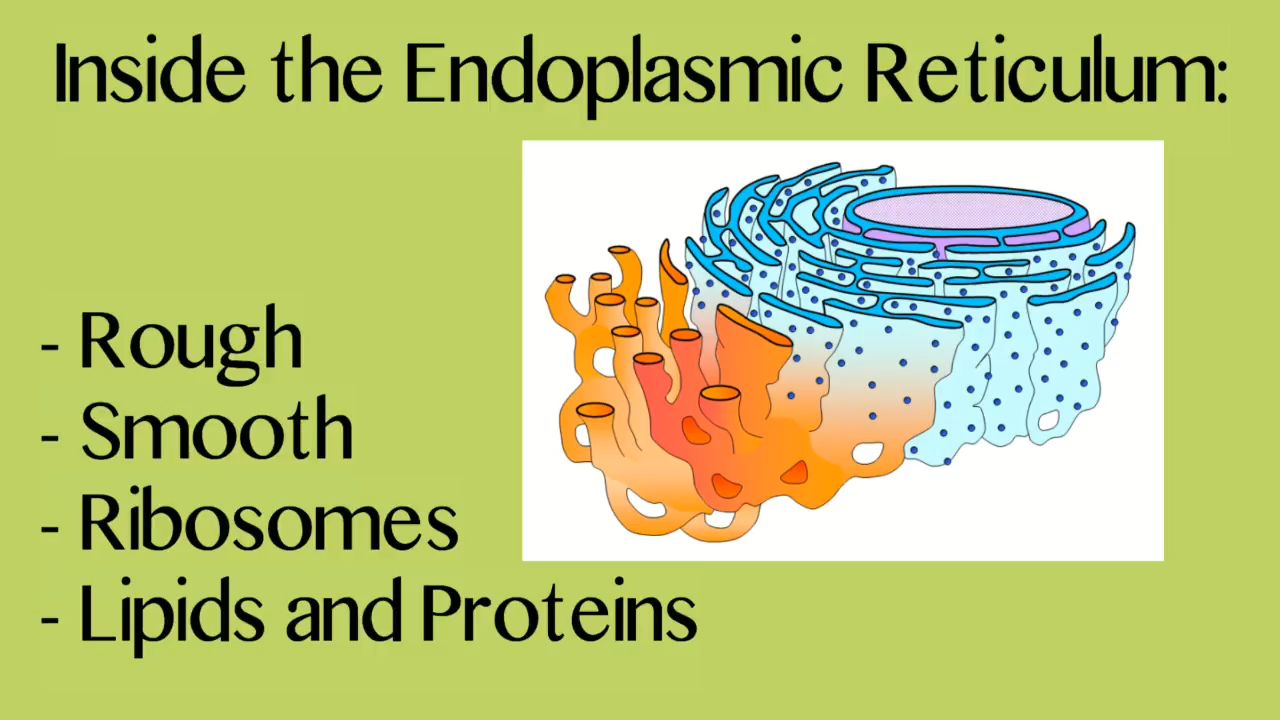 Inside the Endoplasmic Reticulum:
- Rough
- Smooth
- Ribosomes
- Lipids and Proteins